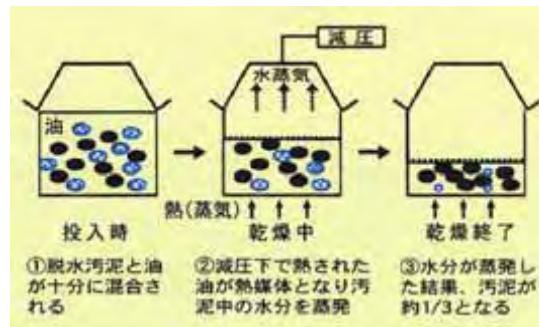 減圧
水蒸気
油
熱(蒸気)
投入時
乾燥中
乾燥終了
①脱水汚泥と油
が十分に混合さ
れる
②減圧下で熱された
油が熱媒体となり汚
泥中の水分を蒸発
③水分が蒸発し
た結果、汚泥が
約1/3となる